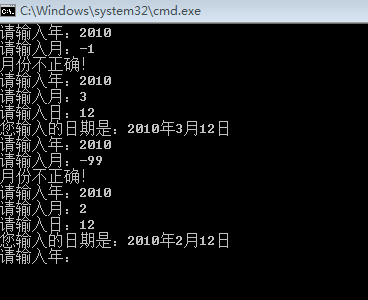 C:\Windows\system32\cmd.exe
请输入年：2010
请输入月：-1
月份不正确!
请输入年：2010
请输入月：3
请输入日：12
您输入的日期是：2010年3月12日
请输入年：2010
请输入月：-99
月份不正确!
请输入年：2010
请输入月：2
请输入日：12
您输入的日期是：2010年2月12日
请输入年：